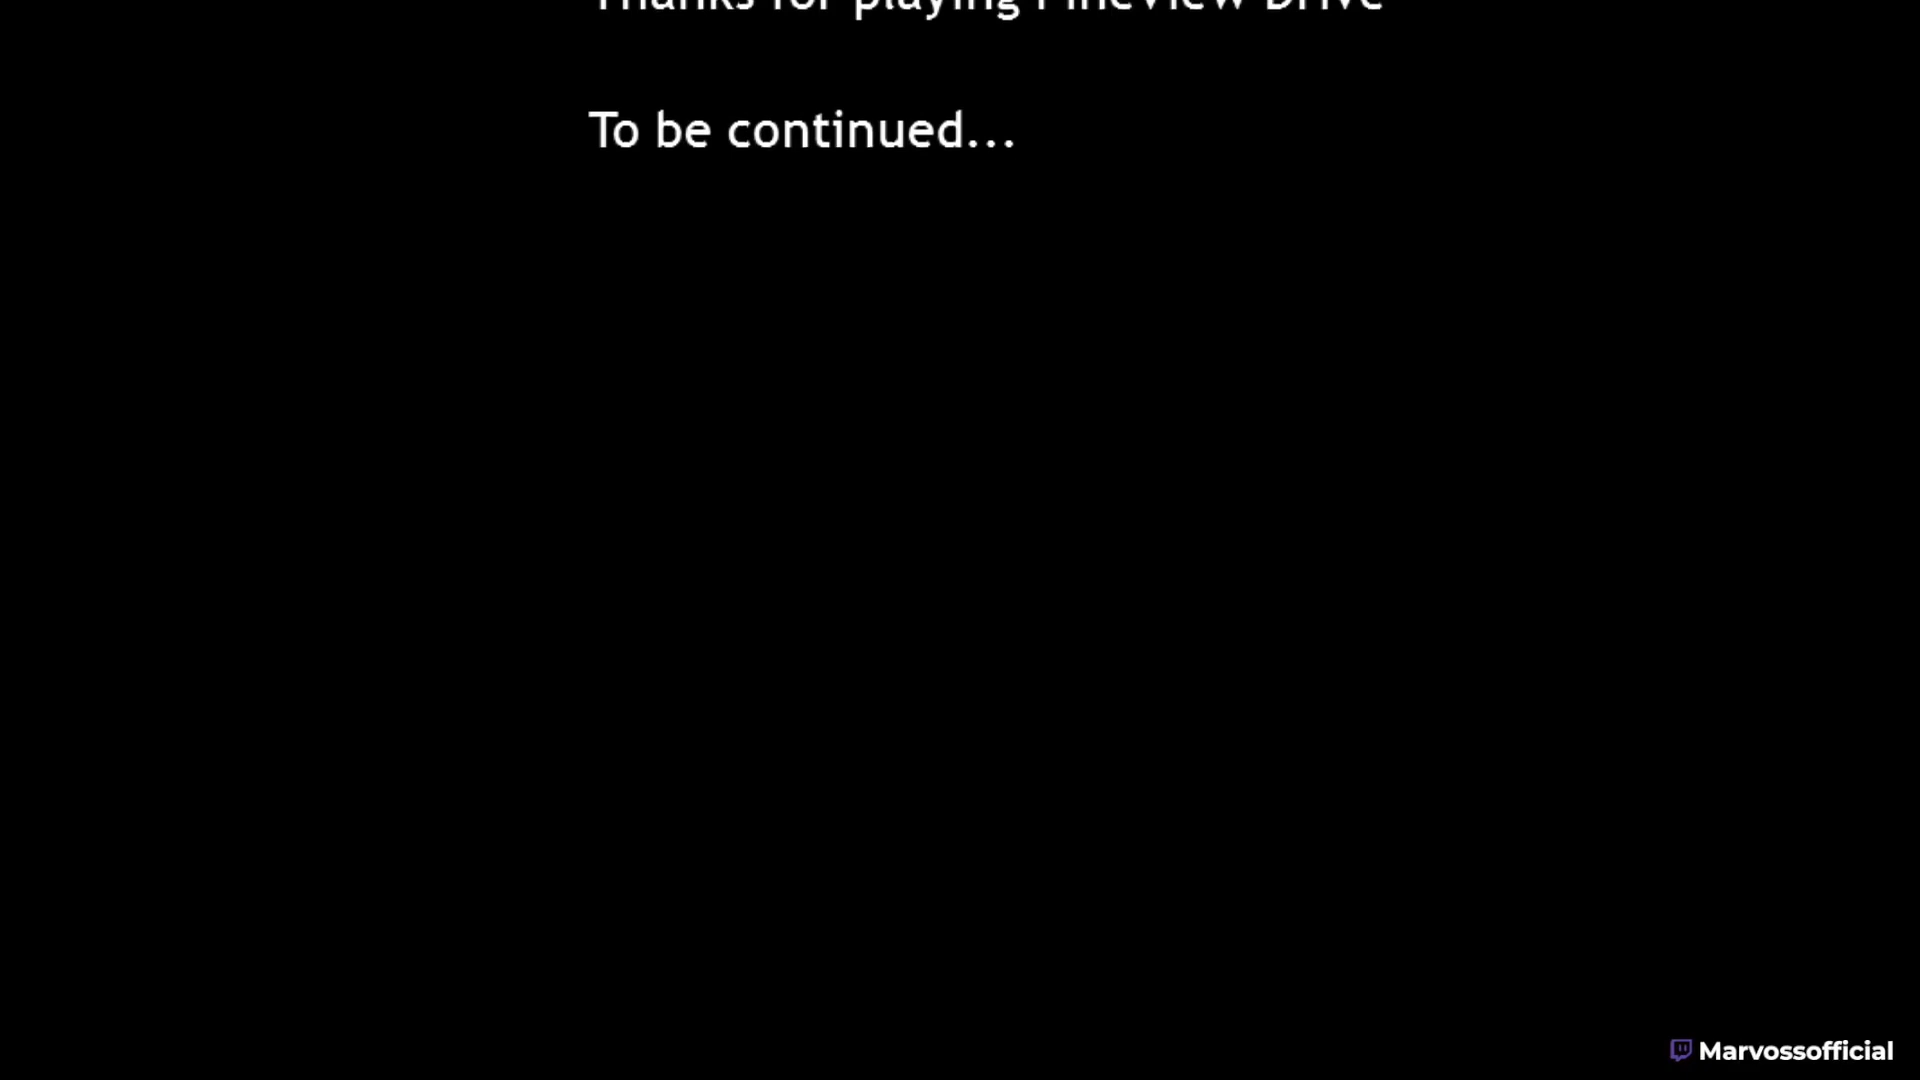 Thanks for playing Pineview Drive
To be continued...
Marvossofficial